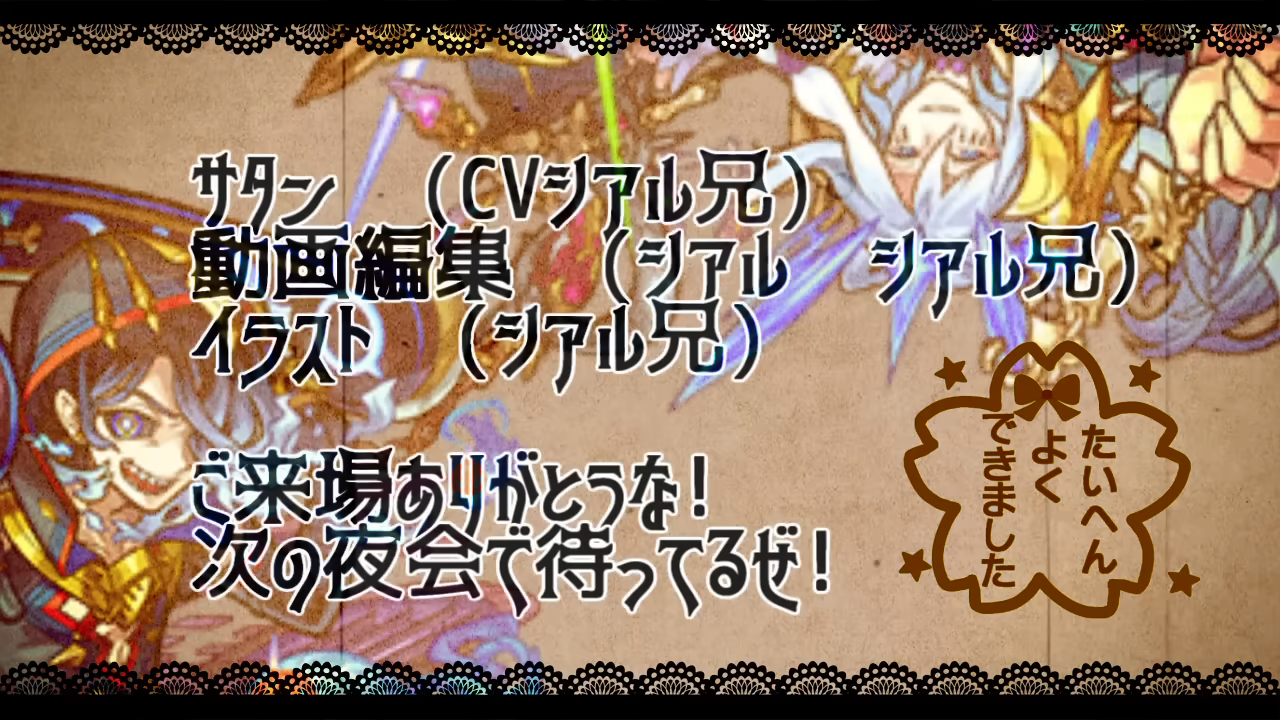 サタン　（CVシアル兄）
動画編集　（シアル　シアル兄）
イラスト　（シアル兄）
ご来場ありがとうな！
次の夜会で待ってるぜ！
たいへん
よく
できました